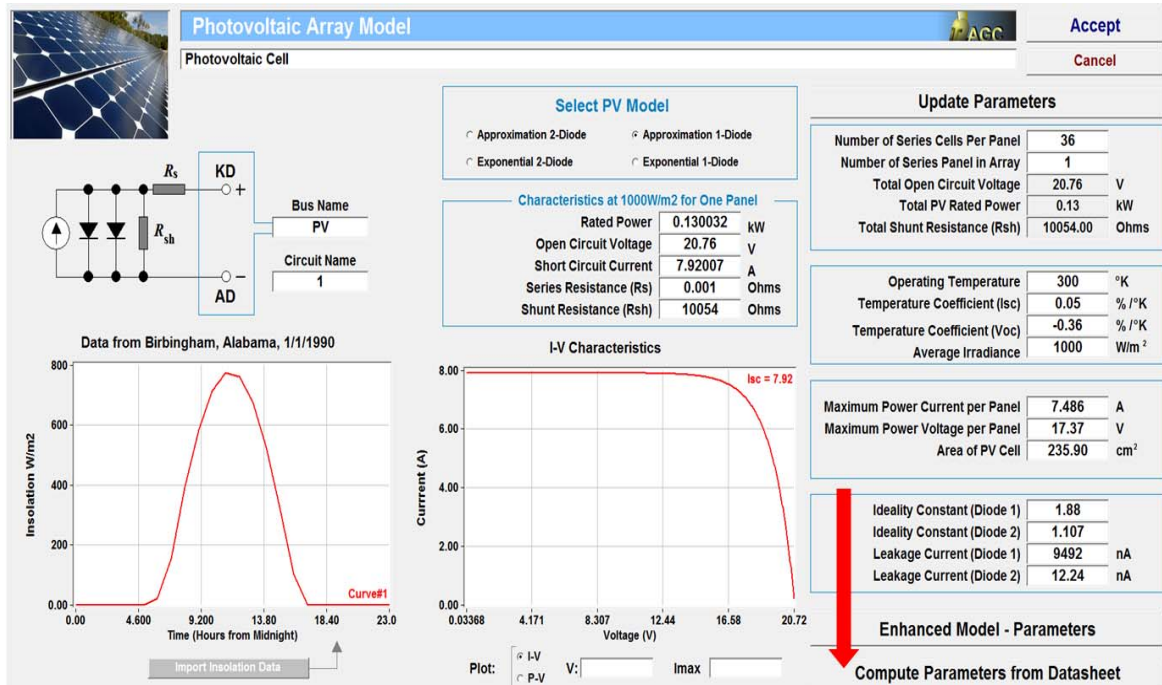 Photovoltaic Array Model
AGC
Accept
Photovoltaic Cell
Cancel
Select PV Model
Approximation 2-Diode
Approximation 1-Diode
Exponential 2-Diode
Exponential 1-Diode
Update Parameters
Number of Series Cells Per Panel 36
Number of Series Panel in Array 1
Total Open Circuit Voltage 20.76 V
Total PV Rated Power 0.13 kW
Total Shunt Resistance (Rsh) 10054.00 Ohms
Rs
KD
+
Rsh
−
AD
Bus Name
PV
Circuit Name
1
Characteristics at 1000W/m2 for One Panel
Rated Power 0.130032 kW
Open Circuit Voltage 20.76 V
Short Circuit Current 7.92007 A
Series Resistance (Rs) 0.001 Ohms
Shunt Resistance (Rsh) 10054 Ohms
Operating Temperature 300 °K
Temperature Coefficient (Isc) 0.05 % /°K
Temperature Coefficient (Voc) -0.36 % /°K
Average Irradiance 1000 W/m 2
Data from Birbingham, Alabama, 1/1/1990
800
600
400
200
0.00
Insolation W/m2
Curve#1
0.00 4.600 9.200 13.80 18.40 23.0
Time (Hours from Midnight)
Import Insolation Data
I-V Characteristics
8.00
6.00
4.00
2.00
0.00
Currrent (A)
Isc = 7.92
0.03368 4.171 8.307 12.44 16.58 20.72
Voltage (V)
Plot:
I-V
P-V
V:
Imax
Maximum Power Current per Panel 7.486 A
Maximum Power Voltage per Panel 17.37 V
Area of PV Cell 235.90 cm2
Ideality Constant (Diode 1) 1.88
Ideality Constant (Diode 2) 1.107
Leakage Current (Diode 1) 9492 nA
Leakage Current (Diode 2) 12.24 nA
Enhanced Model - Parameters
Compute Parameters from Datasheet